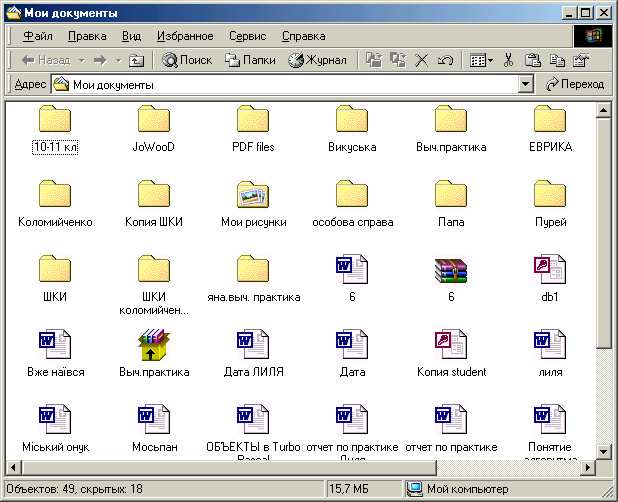 Мои документы
Файл Правка Вид Избранное Сервис Справка
Назад Поиск Папки Журнал
Адрес Мои документы Переход
10-11 кл JoWooD PDF files Викуська Выч.практика ЕВРИКА
Коломийченко Копия ШКИ Мои рисунки особова справа Папа Пурей
ШКИ ШКИ яна.выч. практика 6 6 db1
коломийчен...
Вже наївся Выч.практика Дата ЛИЛЯ Дата Копия student лиля
Міський онук Мосьпан ОБЪЕКТЫ в Turbo отчет по практике отчет по практике Понятие
Pascal Лиля алгоритма
Объектов: 49, скрытых: 18 15,7 МБ Мой компьютер